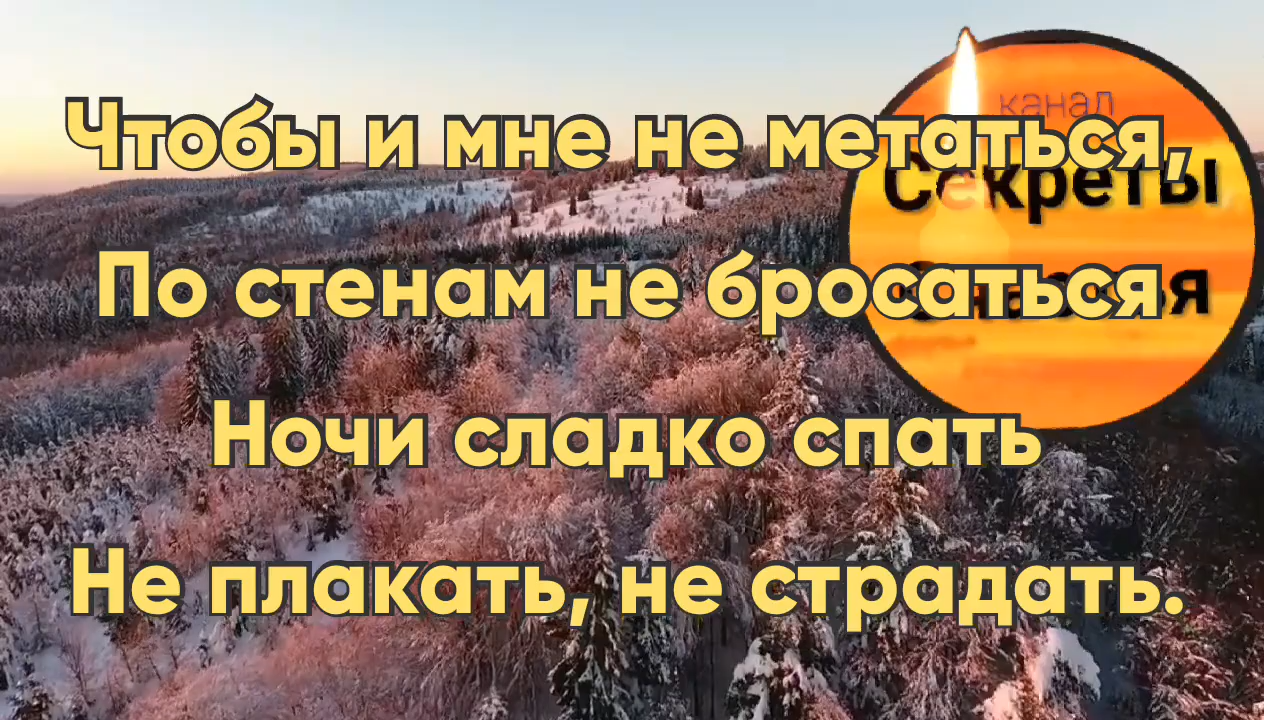 канал
Чтобы и мне не метаться,
Секреты
По стенам не бросаться
Ночи сладко спать
Не плакать, не страдать.